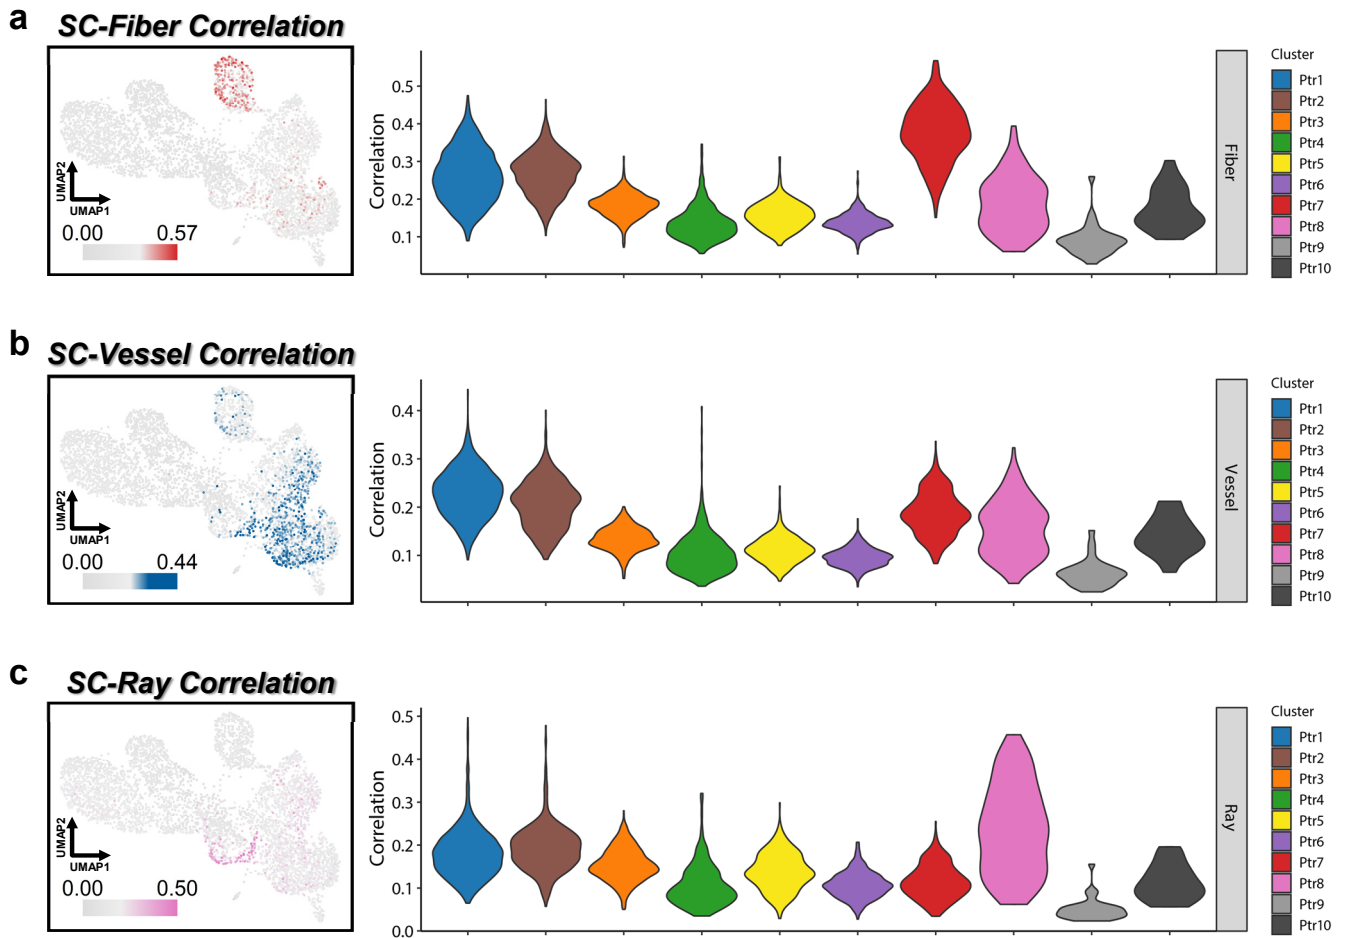 a
SC-Fiber Correlation
UMAP2
UMAP1
0.00 0.57
Correlation
0.5
0.4
0.3
0.2
0.1
Fiber
Cluster
Ptr1
Ptr2
Ptr3
Ptr4
Ptr5
Ptr6
Ptr7
Ptr8
Ptr9
Ptr10
b
SC-Vessel Correlation
UMAP2
UMAP1
0.00 0.44
Correlation
0.4
0.3
0.2
0.1
Vessel
Cluster
Ptr1
Ptr2
Ptr3
Ptr4
Ptr5
Ptr6
Ptr7
Ptr8
Ptr9
Ptr10
c
SC-Ray Correlation
UMAP2
UMAP1
0.00 0.50
Correlation
0.5
0.4
0.3
0.2
0.1
0.0
Ray
Cluster
Ptr1
Ptr2
Ptr3
Ptr4
Ptr5
Ptr6
Ptr7
Ptr8
Ptr9
Ptr10